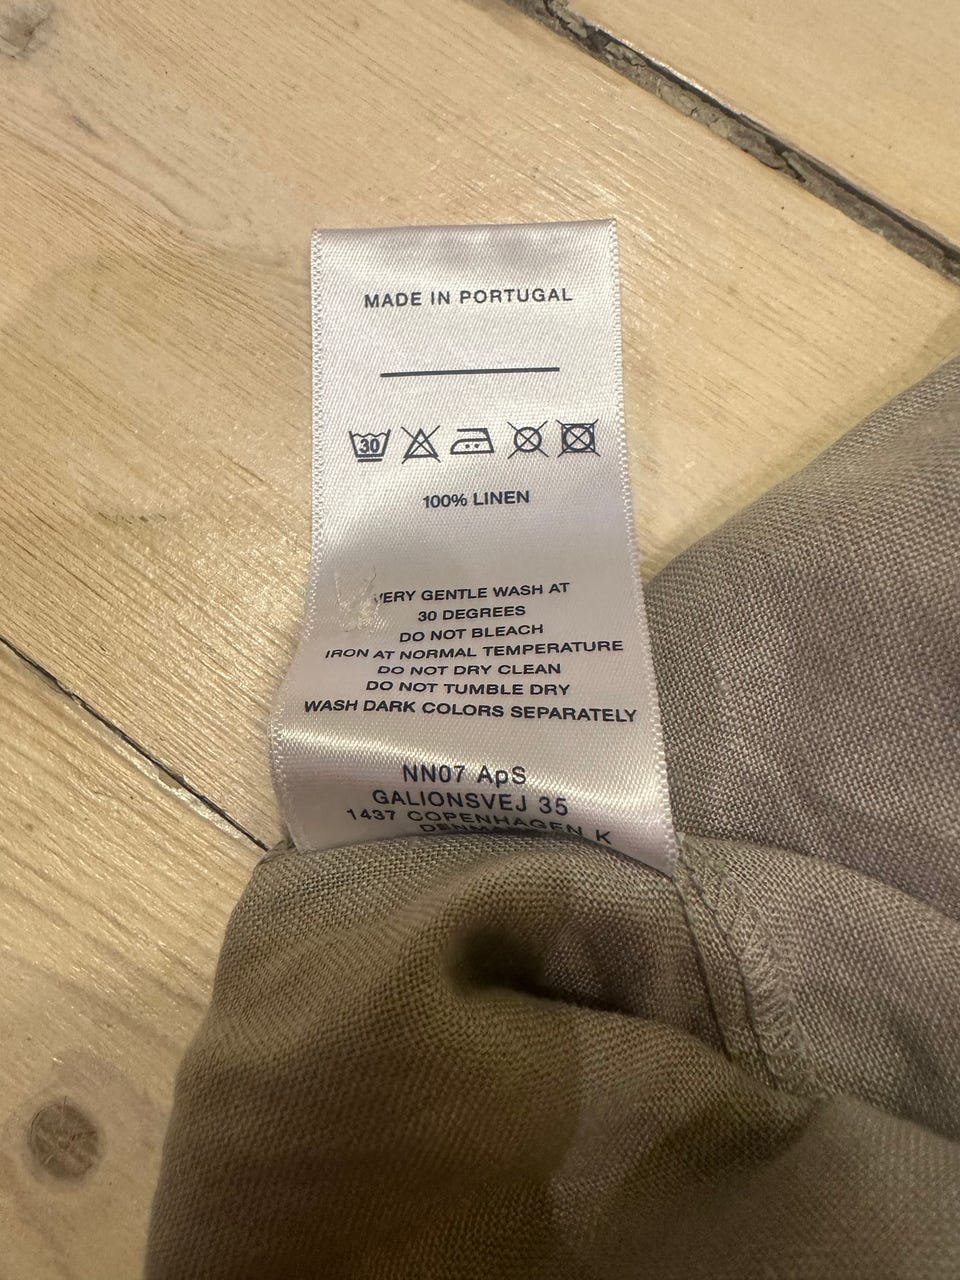 MADE IN PORTUGAL
30
100% LINEN
VERY GENTLE WASH AT
30 DEGREES
DO NOT BLEACH
IRON AT NORMAL TEMPERATURE
DO NOT DRY CLEAN
DO NOT TUMBLE DRY
WASH DARK COLORS SEPARATELY
NN07 ApS
GALIONSVEJ 35
1437 COPENHAGEN K